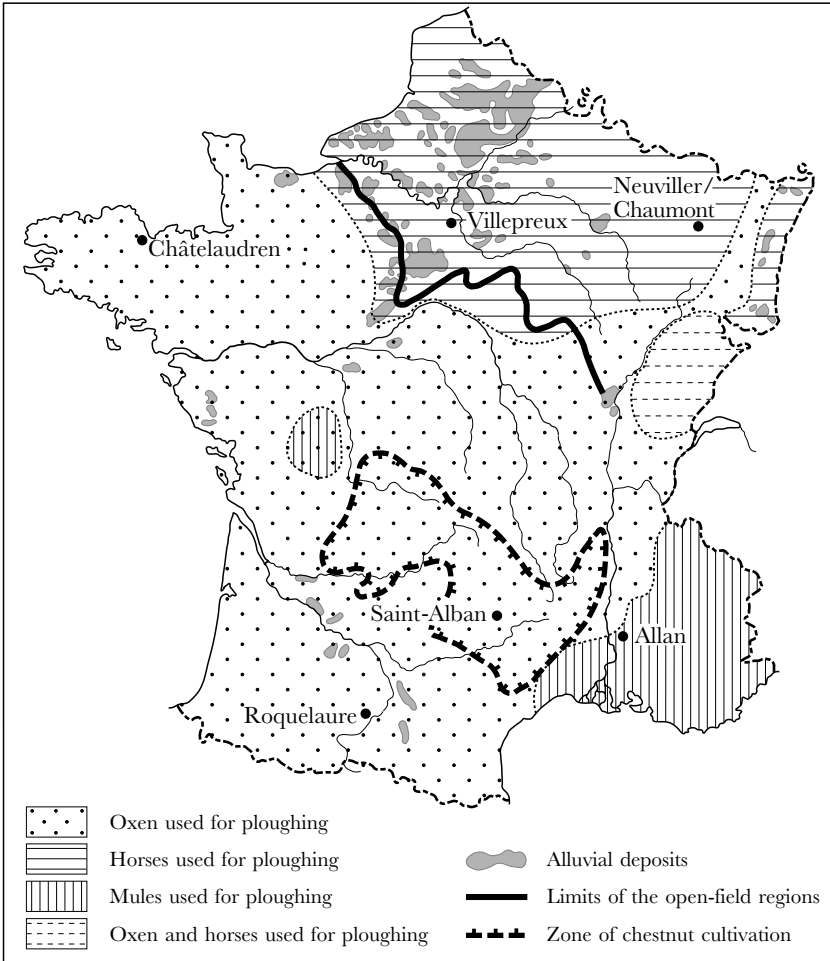 Neuviller/
Chaumont
Villepreux
Châtelaudren
Saint-Alban
Allan
Roquelaure
Oxen used for ploughing
Horses used for ploughing
Mules used for ploughing
Oxen and horses used for ploughing
Alluvial deposits
Limits of the open-field regions
Zone of chestnut cultivation